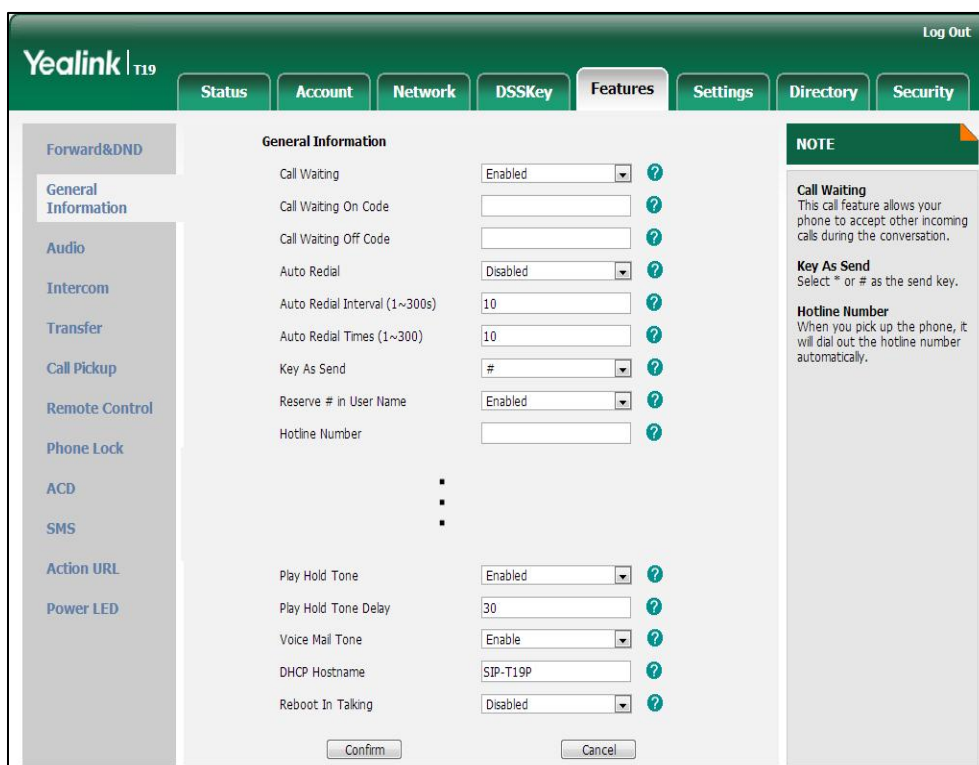 Log Out
Yealink T19
Status Account Network DSSKey Features Settings Directory Security
Forward&DND
General
Information
Audio
Intercom
Transfer
Call Pickup
Remote Control
Phone Lock
ACD
SMS
Action URL
Power LED
General Information
Call Waiting Enabled ?
Call Waiting On Code ?
Call Waiting Off Code ?
Auto Redial Disabled ?
Auto Redial Interval (1~300s) 10 ?
Auto Redial Times (1~300) 10 ?
Key As Send # ?
Reserve # in User Name Enabled ?
Hotline Number ?
Play Hold Tone Enabled ?
Play Hold Tone Delay 30 ?
Voice Mail Tone Enable ?
DHCP Hostname SIP-T19P ?
Reboot In Talking Disabled ?
Confirm Cancel
NOTE
Call Waiting
This call feature allows your
phone to accept other incoming
calls during the conversation.
Key As Send
Select * or # as the send key.
Hotline Number
When you pick up the phone, it
will dial out the hotline number
automatically.